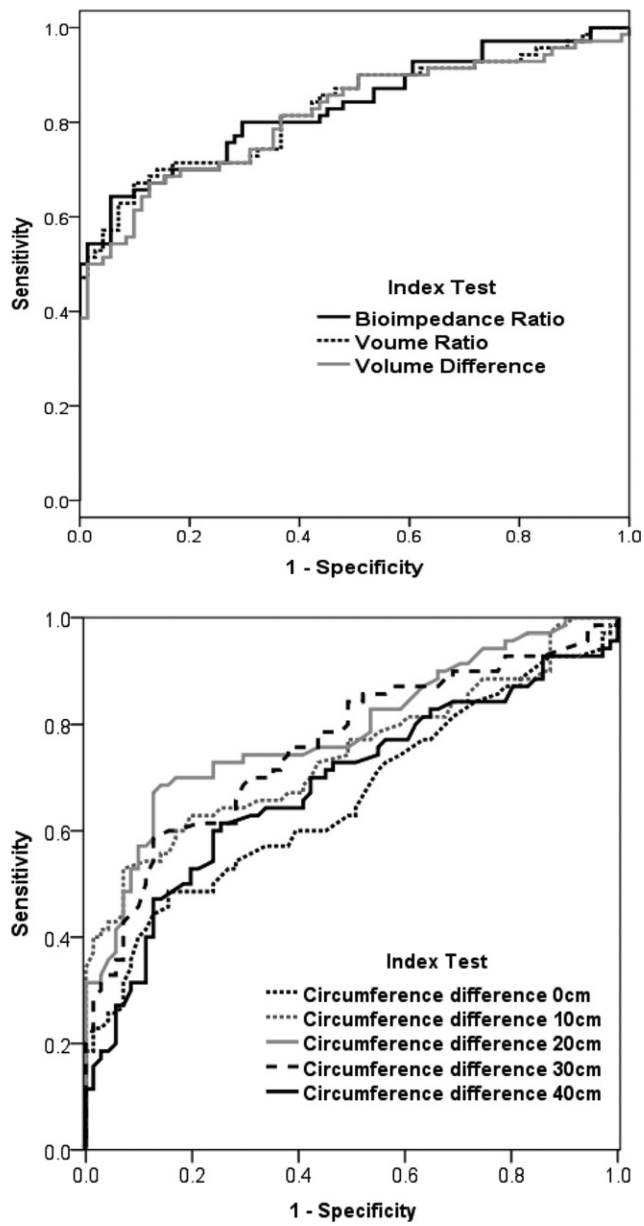 1.0
0.8
0.6
0.4
0.2
0.0
Sensitivity
Index Test
Bioimpedance Ratio
Voume Ratio
Volume Difference
0.0 0.2 0.4 0.6 0.8 1.0
1 - Specificity
1.0
0.8
0.6
0.4
0.2
0.0
Sensitivity
Index Test
Circumference difference 0cm
Circumference difference 10cm
Circumference difference 20cm
Circumference difference 30cm
Circumference difference 40cm
0.0 0.2 0.4 0.6 0.8 1.0
1 - Specificity